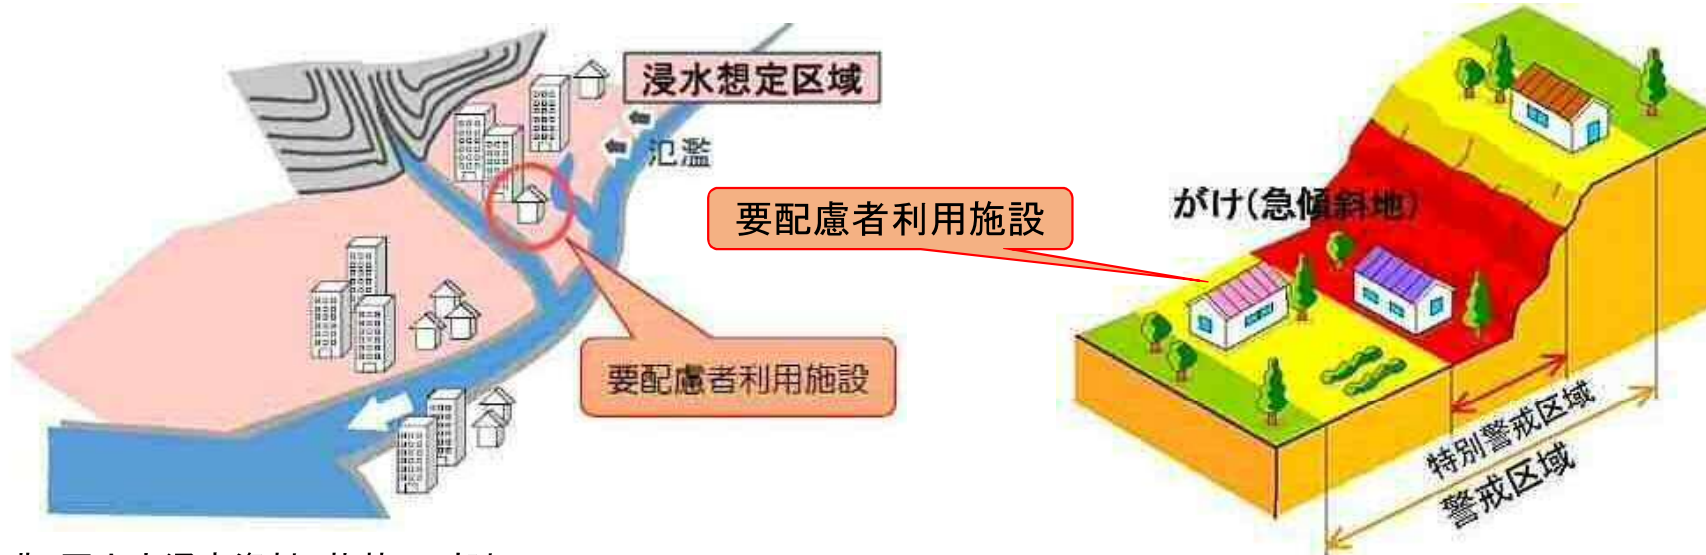 浸水想定区域
氾濫
要配慮者利用施設
要配慮者利用施設
がけ(急傾斜地)
特別警戒区域
警戒区域